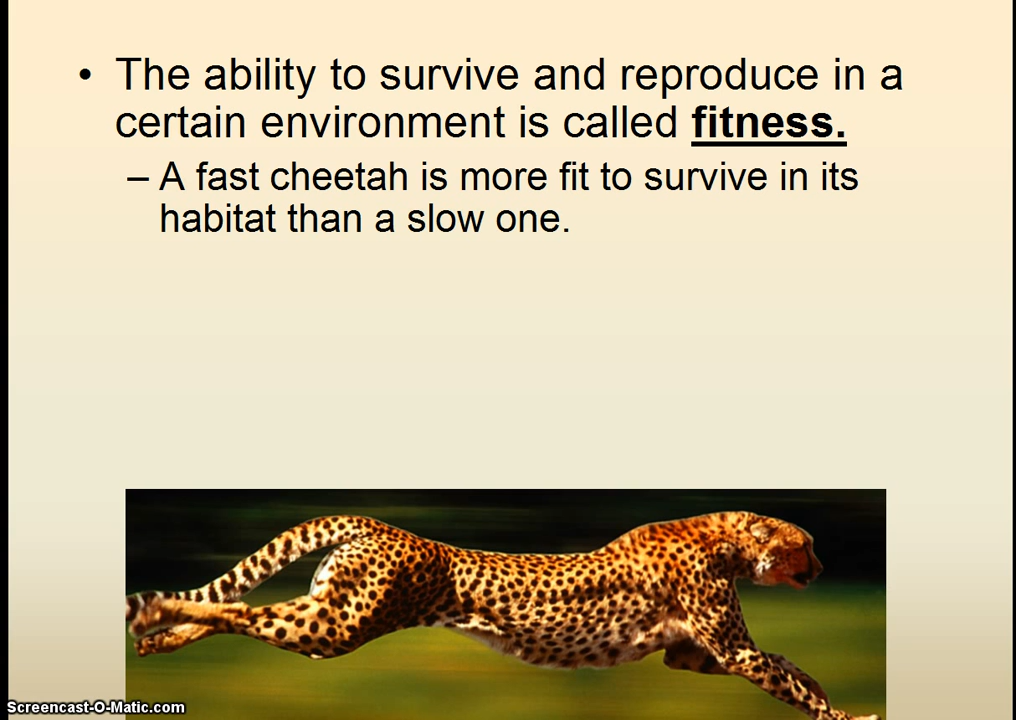 • The ability to survive and reproduce in a
certain environment is called fitness.
– A fast cheetah is more fit to survive in its
habitat than a slow one.
Screencast-O-Matic.com